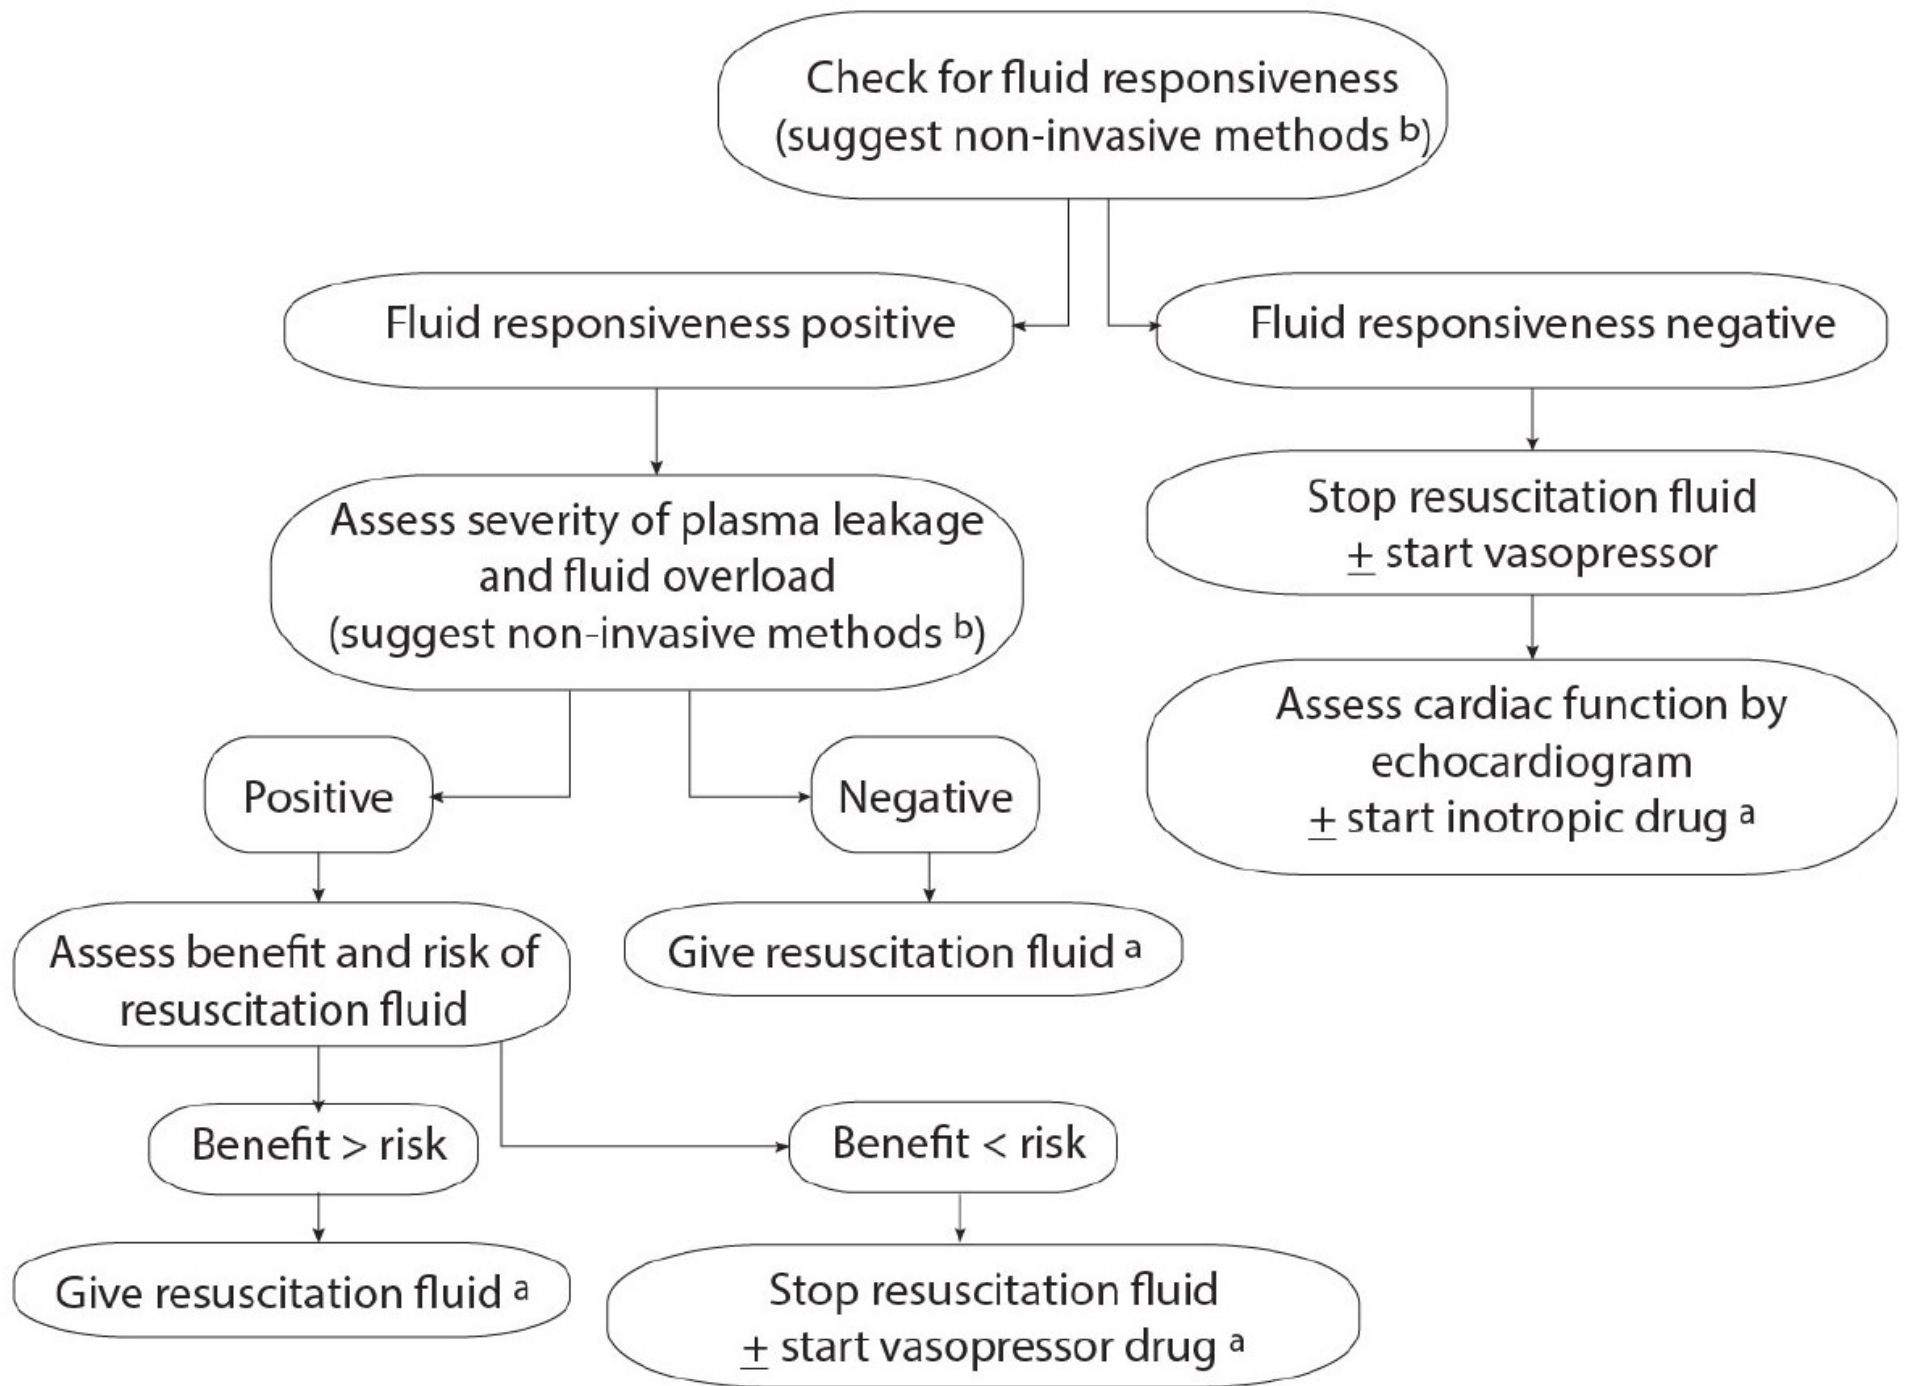 Check for fluid responsiveness
(suggest non-invasive methods b)
Fluid responsiveness positive
Fluid responsiveness negative
Assess severity of plasma leakage
and fluid overload
(suggest non-invasive methods b)
Stop resuscitation fluid
± start vasopressor
Assess cardiac function by
echocardiogram
± start inotropic drug a
Positive
Negative
Assess benefit and risk of
resuscitation fluid
Give resuscitation fluid a
Benefit > risk
Benefit < risk
Give resuscitation fluid a
Stop resuscitation fluid
± start vasopressor drug a